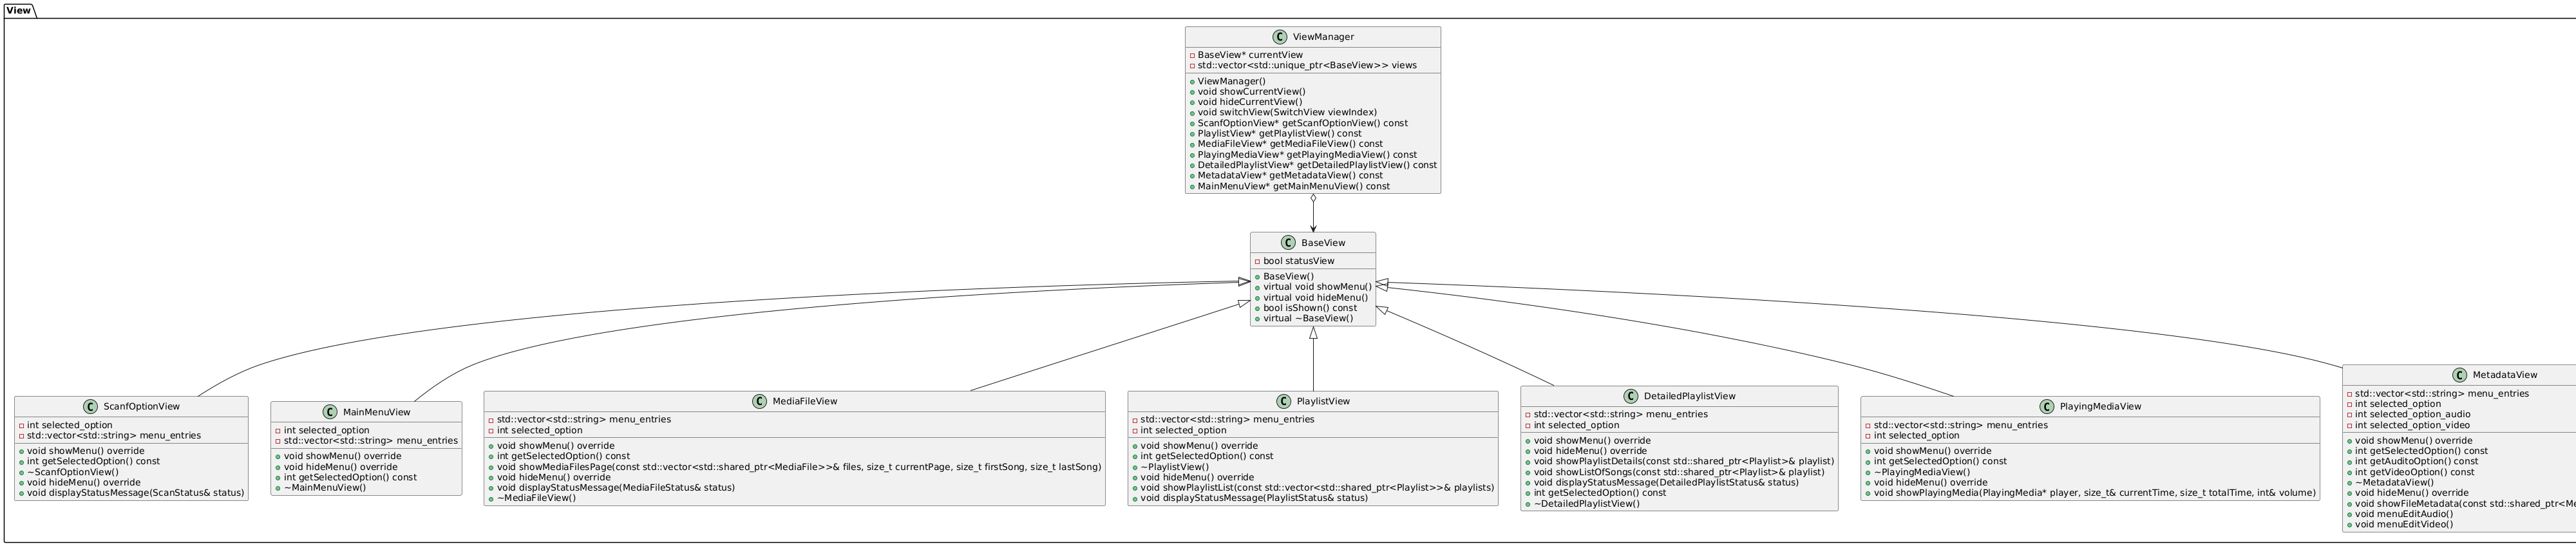 View
C ViewManager
BaseView* currentView
std::vector<std::unique_ptr<BaseView>> views
ViewManager()
void showCurrentView()
void hideCurrentView()
void switchView(SwitchView viewIndex)
ScanfOptionView* getScanfOptionView() const
PlaylistView* getPlaylistView() const
MediaFileView* getMediaFileView() const
PlayingMediaView* getPlayingMediaView() const
DetailedPlaylistView* getDetailedPlaylistView() const
MetadataView* getMetadataView() const
MainMenuView* getMainMenuView() const
C BaseView
bool statusView
BaseView()
virtual void showMenu()
virtual void hideMenu()
bool isShown() const
virtual ~BaseView()
C ScanfOptionView
int selected_option
std::vector<std::string> menu_entries
void showMenu() override
int getSelectedOption() const
~ScanfOptionView()
void hideMenu() override
void displayStatusMessage(ScanStatus& status)
C MainMenuView
int selected_option
std::vector<std::string> menu_entries
void showMenu() override
void hideMenu() override
int getSelectedOption() const
~MainMenuView()
C MediaFileView
std::vector<std::string> menu_entries
int selected_option
void showMenu() override
int getSelectedOption() const
void showMediaFilesPage(const std::vector<std::shared_ptr<MediaFile>>& files, size_t currentPage, size_t firstSong, size_t lastSong)
void hideMenu() override
void displayStatusMessage(MediaFileStatus& status)
~MediaFileView()
C PlaylistView
std::vector<std::string> menu_entries
int selected_option
void showMenu() override
int getSelectedOption() const
~PlaylistView()
void hideMenu() override
void showPlaylistList(const std::vector<std::shared_ptr<Playlist>>& playlists)
void displayStatusMessage(PlaylistStatus& status)
C DetailedPlaylistView
std::vector<std::string> menu_entries
int selected_option
void showMenu() override
void hideMenu() override
void showPlaylistDetails(const std::shared_ptr<Playlist>& playlist)
void showListOfSongs(const std::shared_ptr<Playlist>& playlist)
void displayStatusMessage(DetailedPlaylistStatus& status)
int getSelectedOption() const
~DetailedPlaylistView()
C PlayingMediaView
std::vector<std::string> menu_entries
int selected_option
void showMenu() override
int getSelectedOption() const
~PlayingMediaView()
void hideMenu() override
void showPlayingMedia(PlayingMedia* player, size_t& currentTime, size_t totalTime, int& volume)
C MetadataView
std::vector<std::string> menu_entries
int selected_option
int selected_option_audio
int selected_option_video
void showMenu() override
int getSelectedOption() const
int getAuditoOption() const
int getVideoOption() const
~MetadataView()
void hideMenu() override
void showFileMetadata(const std::shared_ptr<Me
void menuEditAudio()
void menuEditVideo()